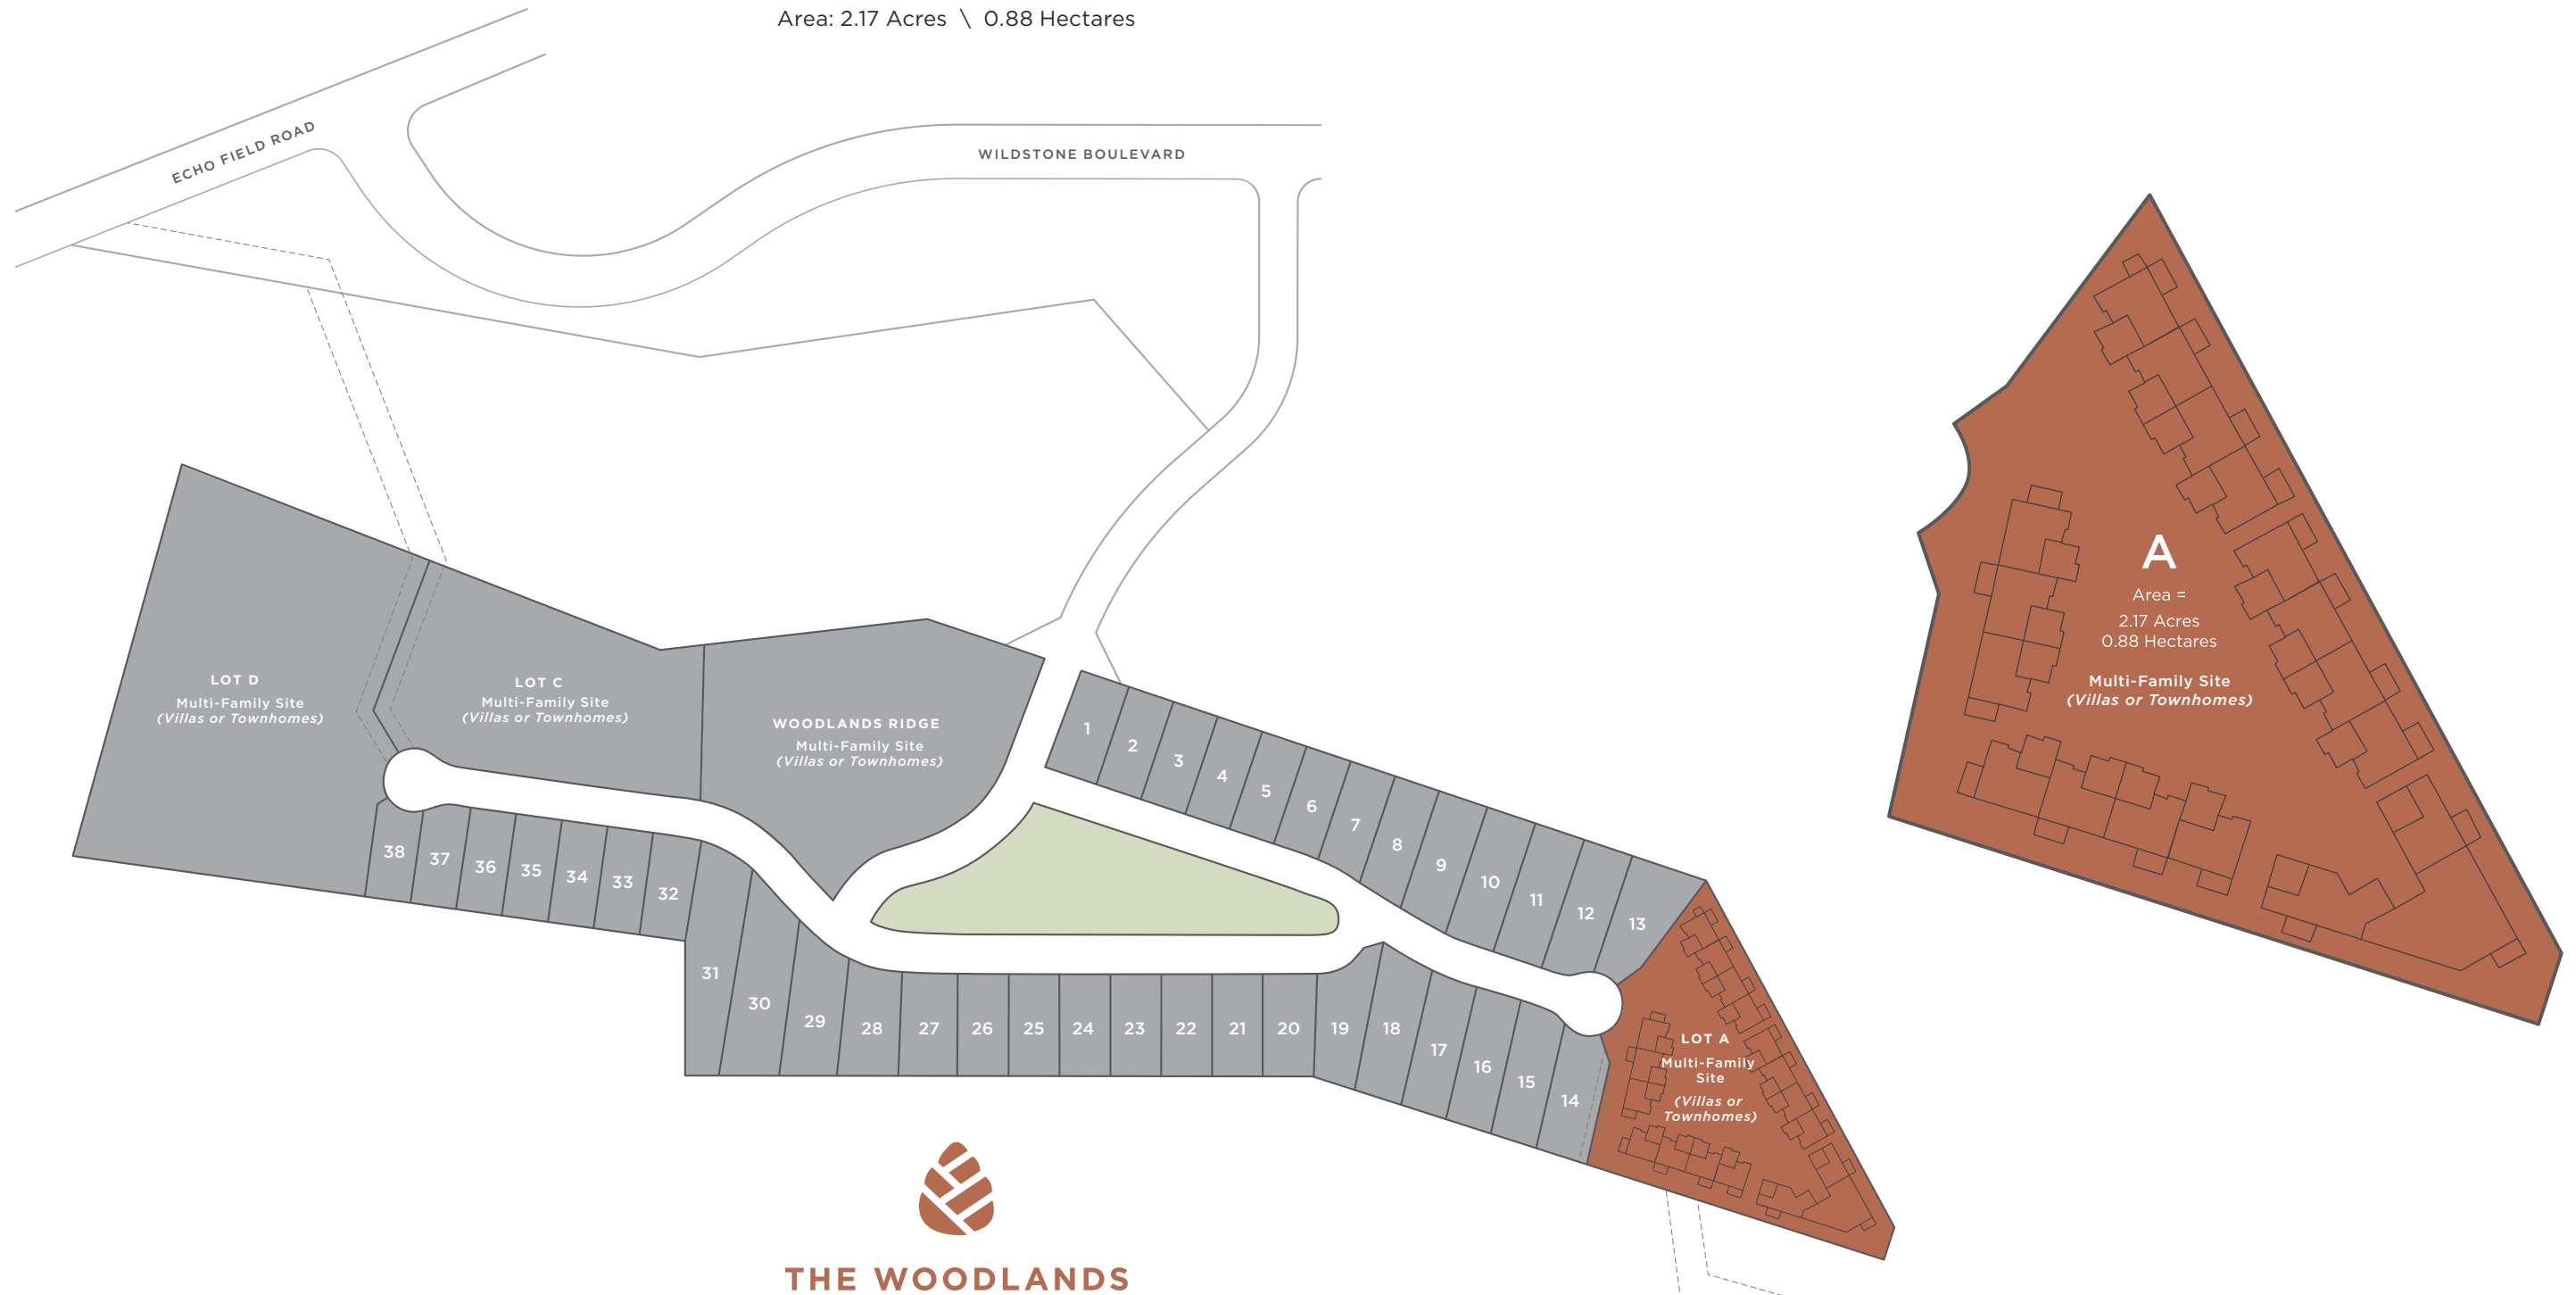 Area: 2.17 Acres \ 0.88 Hectares
ECHO FIELD ROAD
WILDSTONE BOULEVARD
LOT D
Multi-Family Site
(Villas or Townhomes)
LOT C
Multi-Family Site
(Villas or Townhomes)
WOODLANDS RIDGE
Multi-Family Site
(Villas or Townhomes)
1
2
3
4
5
6
7
8
9
10
11
12
13
38
37
36
35
34
33
32
31
30
29
28
27
26
25
24
23
22
21
20
19
18
17
16
15
14
LOT A
Multi-Family
Site
(Villas or
Townhomes)
A
Area =
2.17 Acres
0.88 Hectares
Multi-Family Site
(Villas or Townhomes)
THE WOODLANDS